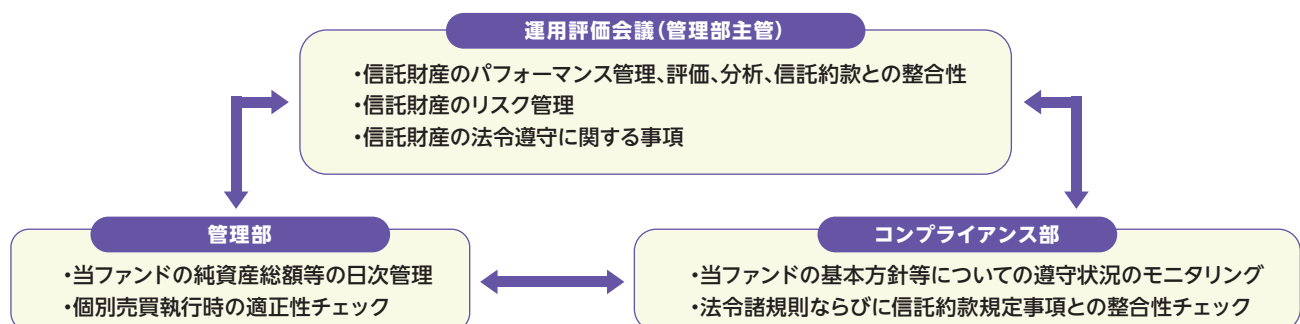 運用評価会議(管理部主管)
・信託財産のパフォーマンス管理、評価、分析、信託約款との整合性
・信託財産のリスク管理
・信託財産の法令遵守に関する事項
管理部
・当ファンドの純資産総額等の日次管理
・個別売買執行時の適正性チェック
コンプライアンス部
・当ファンドの基本方針等についての遵守状況のモニタリング
・法令諸規則ならびに信託約款規定事項との整合性チェック